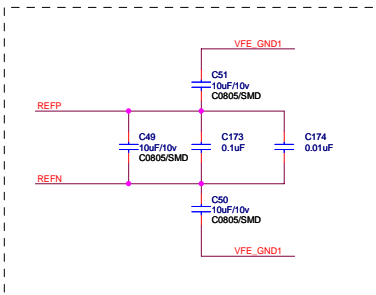 VFE_GND1
C51
10uF/10v
C0805/SMD
REFP
C49
10uF/10v
C0805/SMD
C173
0.1uF
C174
0.01uF
REFN
C50
10uF/10v
C0805/SMD
VFE_GND1